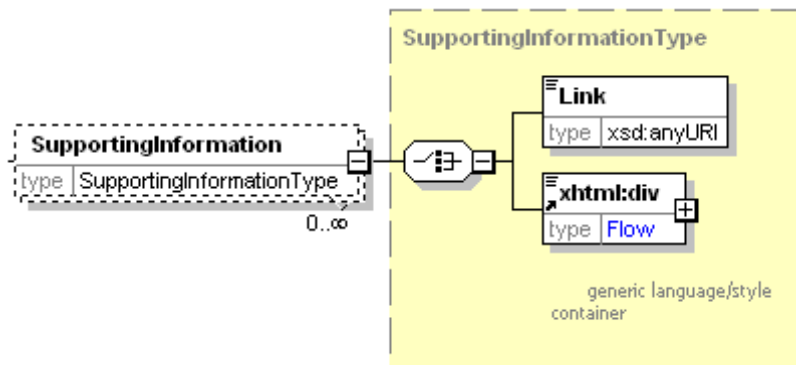 SupportingInformationType
Link
type xsd:anyURI
SupportingInformation
type SupportingInformationType
0..∞
xhtml:div
type Flow
generic language/style
container